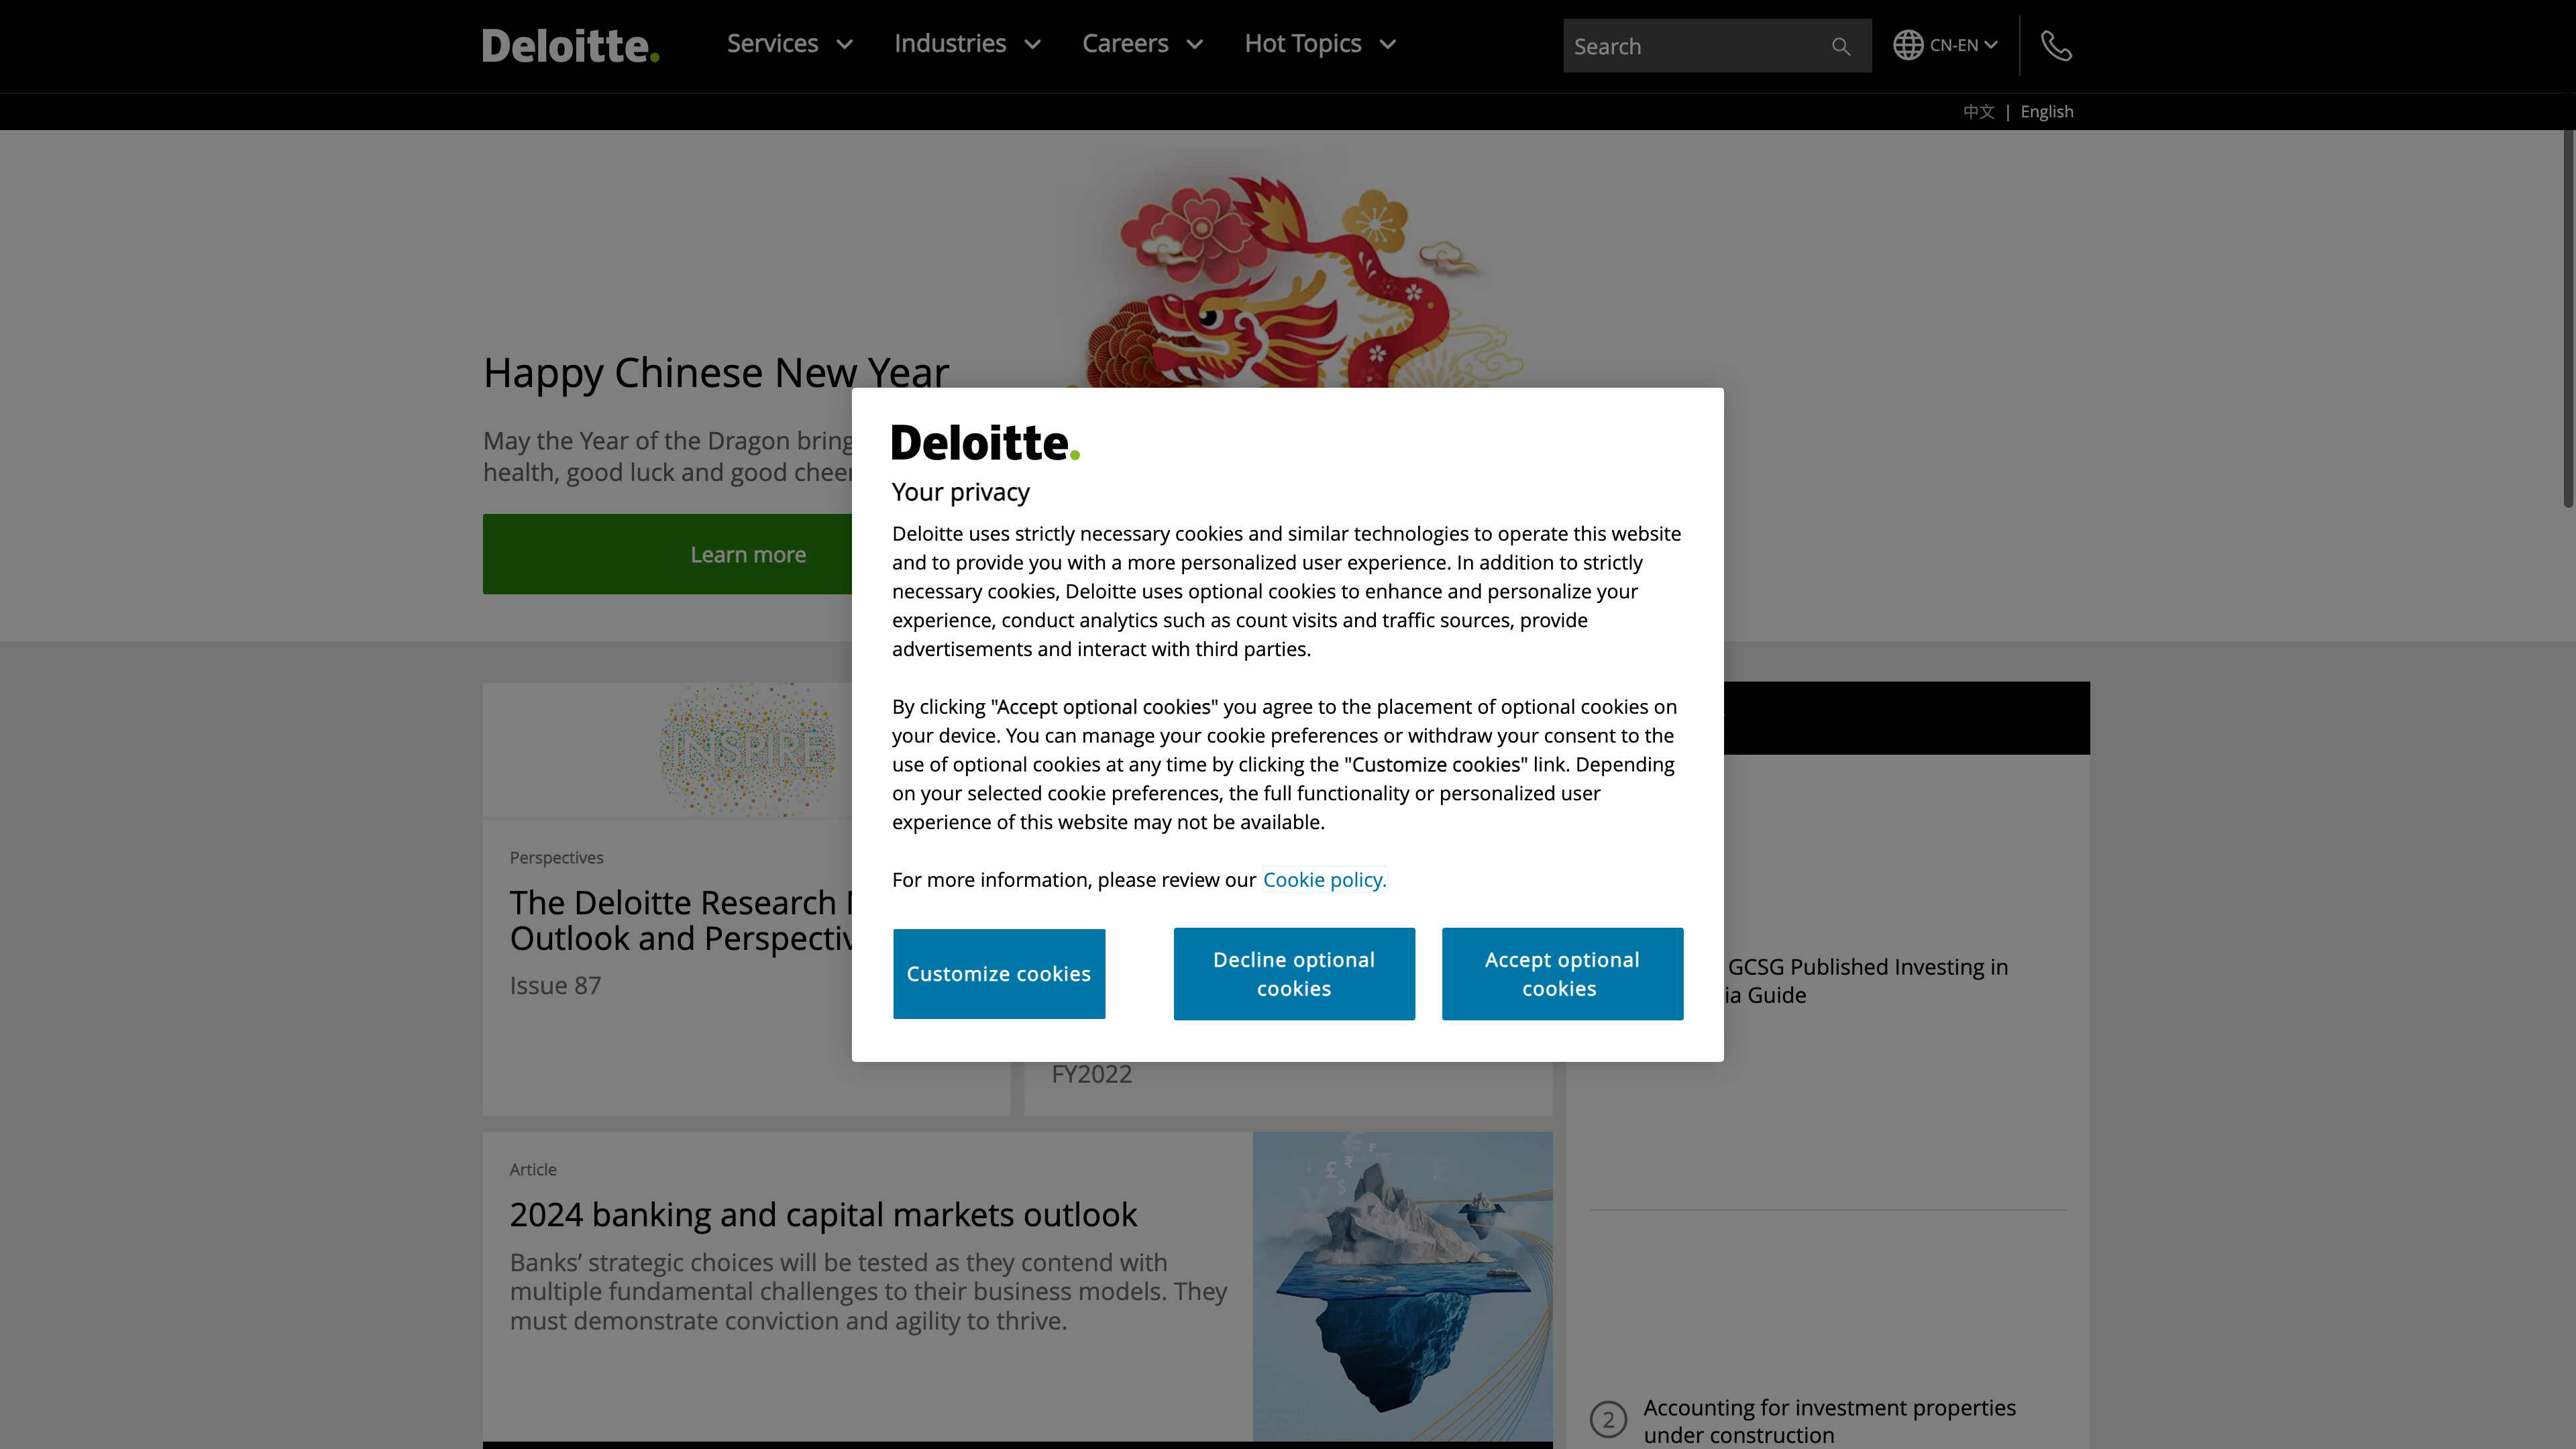 Deloitte.
Services
Industries
Careers
Hot Topics
Search
CN-EN
中文 | English
Happy Chinese New Year
May the Year of the Dragon bring
health, good luck and good cheer
Learn more
Deloitte.
Your privacy
Deloitte uses strictly necessary cookies and similar technologies to operate this website
and to provide you with a more personalized user experience. In addition to strictly
necessary cookies, Deloitte uses optional cookies to enhance and personalize your
experience, conduct analytics such as count visits and traffic sources, provide
advertisements and interact with third parties.
By clicking "Accept optional cookies" you agree to the placement of optional cookies on
your device. You can manage your cookie preferences or withdraw your consent to the
use of optional cookies at any time by clicking the "Customize cookies" link. Depending
on your selected cookie preferences, the full functionality or personalized user
experience of this website may not be available.
For more information, please review our Cookie policy.
Customize cookies
Decline optional
cookies
Accept optional
cookies
INSPIRE
Perspectives
The Deloitte Research
Outlook and
Issue 87
FY2022
GCSG Published Investing in
Guide
Article
2024 banking and capital markets outlook
Banks’ strategic choices will be tested as they contend with
multiple fundamental challenges to their business models. They
must demonstrate conviction and agility to thrive.
2
Accounting for investment properties
under construction